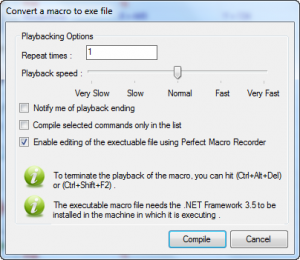 Convert a macro to exe file
Playbacking Options
Repeat times :
1
Playback speed :
Very Slow Slow Normal Fast Very Fast
Notify me of playback ending
Compile selected commands only in the list
Enable editing of the exectuable file using Perfect Macro Recorder
To terminate the playback of the macro, you can hit (Ctrl+Alt+Del)
or (Ctrl+Shift+F2) .
The executable macro needs the .NET Framework 3.5 to be
installed in the machine in which it is executing .
Compile Cancel